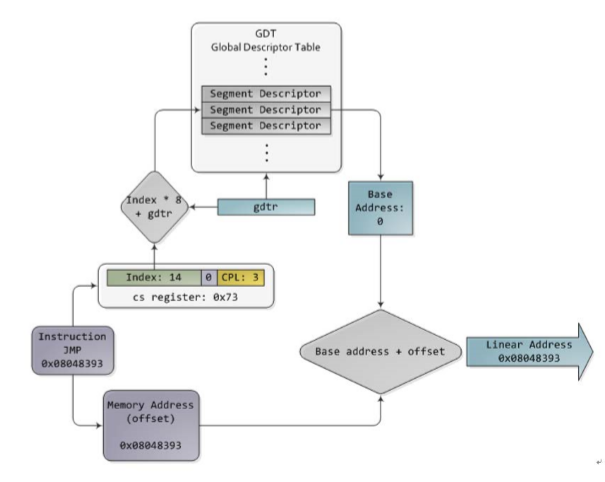 GDT
Global Descriptor Table
Segment Descriptor
Segment Descriptor
Segment Descriptor
Index * 8
+ gdtr
gdtr
Base
Address:
0
Index: 14
0
CPL: 3
cs register: 0x73
Instruction
JMP
0x08048393
Base address + offset
Linear Address
0x08048393
Memory Address
(offset)
0x08048393